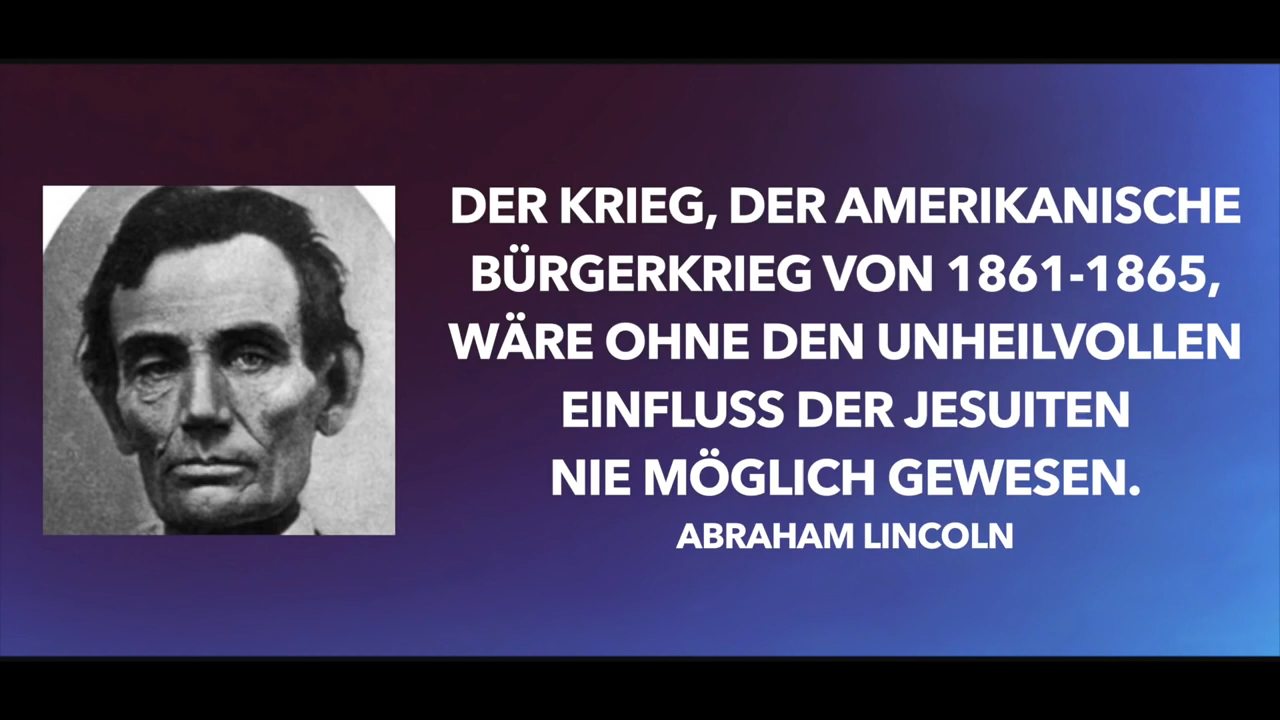 DER KRIEG, DER AMERIKANISCHE
BÜRGERKRIEG VON 1861-1865,
WÄRE OHNE DEN UNHEILVOLLEN
EINFLUSS DER JESUITEN
NIE MÖGLICH GEWESEN.
ABRAHAM LINCOLN